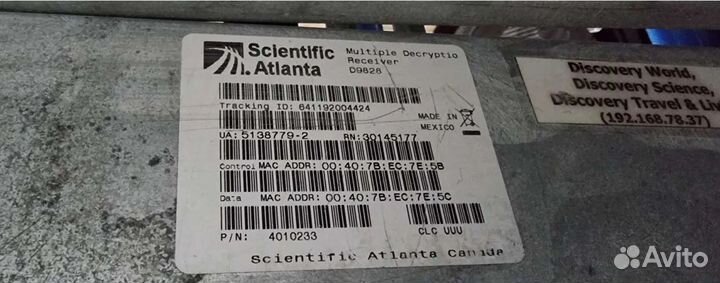 Scientific
Atlanta
Multiple Decryptio
Receiver
D9828
Tracking ID: 641192004424
MADE IN
MEXICO
UA: 5138779-2
RN: 30145177
Control MAC ADDR: 00:40:7B:EC:7E:5B
Data MAC ADDR: 00:40:7B:EC:7E:5C
P/N: 4010233
CLC UUU
Scientific Atlanta Canada
Discovery World,
Discovery Science,
Discovery Travel & Li
(192.168.78.37)
Avito